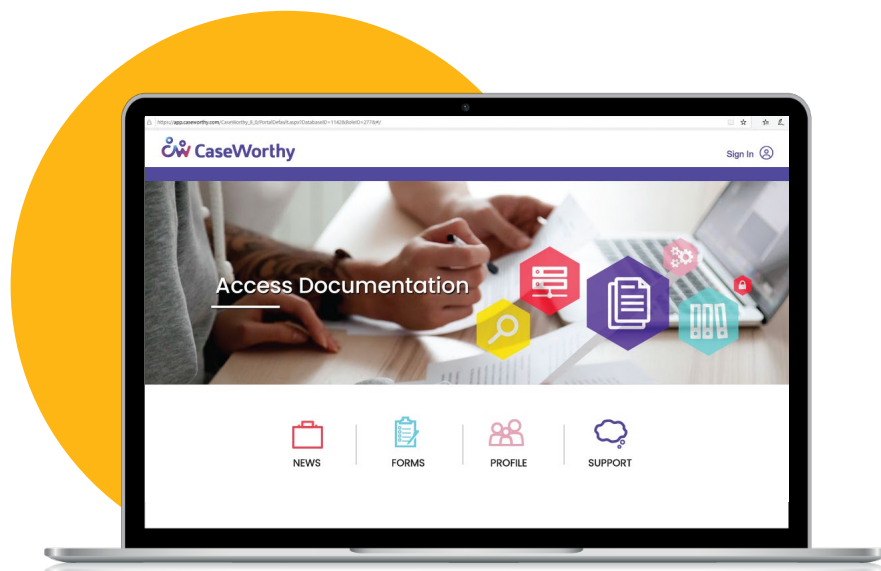 CaseWorthy
Sign In
Access Documentation
NEWS
FORMS
PROFILE
SUPPORT